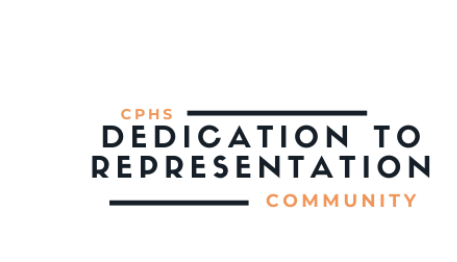 CPHS
DEDICATION TO
REPRESENTATION
COMMUNITY